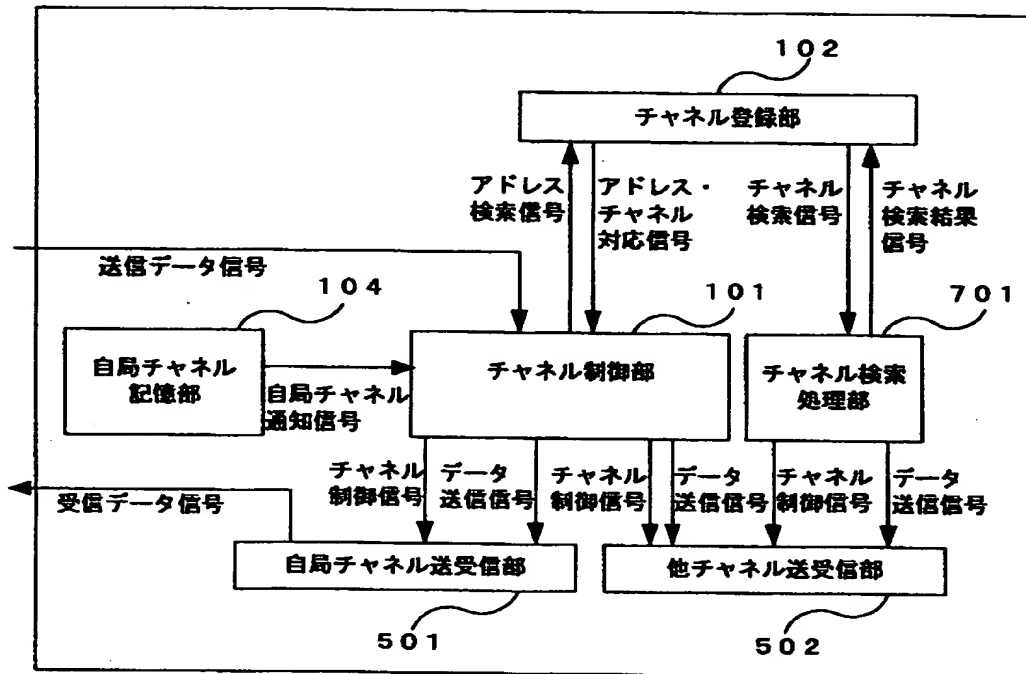 102
チャネル登録部
アドレス
検索信号
アドレス・
チャネル
対応信号
チャネル
検索信号
チャネル
検索結果
信号
送信データ信号
104
101
701
自局チャネル
記憶部
自局チャネル
通知信号
チャネル制御部
チャネル検索
処理部
チャネル
制御信号
データ
送信信号
チャネル
制御信号
データ
送信信号
チャネル
制御信号
データ
送信信号
受信データ信号
自局チャネル送受信部
他チャネル送受信部
501
502